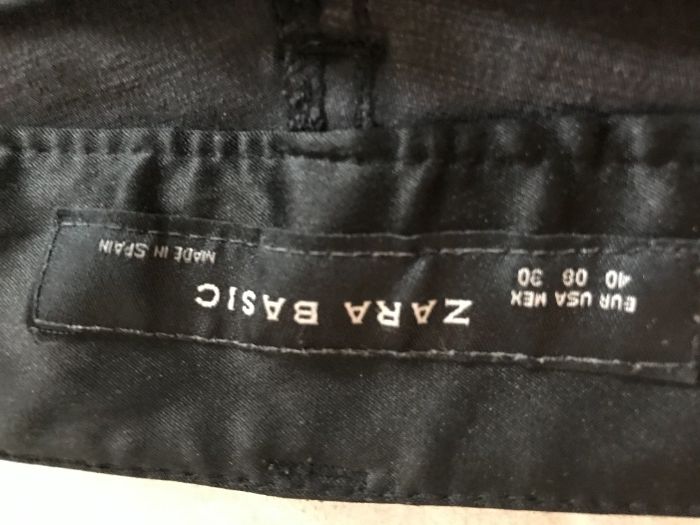 EUR USA MEX
40 08 30
ZARA BASIC
MADE IN SPAIN